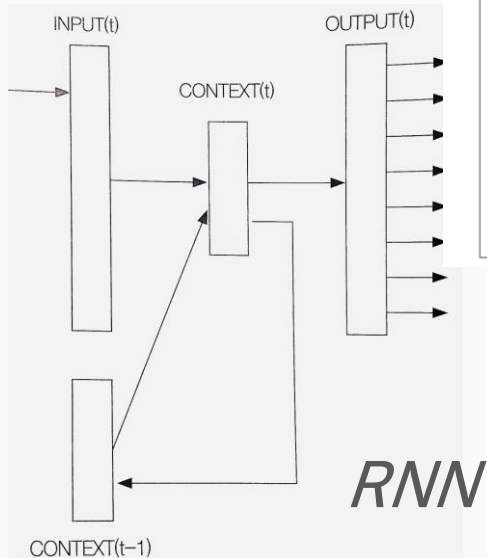 INPUT(t)
OUTPUT(t)
CONTEXT(t)
RNN
CONTEXT(t-1)